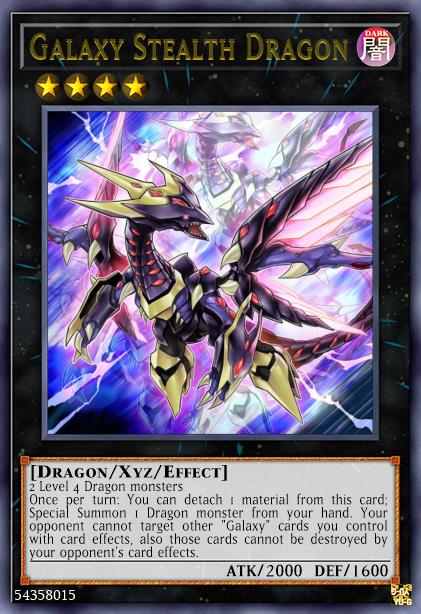 GALAXY STEALTH DRAGON
DARK
闇
[DRAGON/XYZ/EFFECT]
2 Level 4 Dragon monsters
Once per turn: You can detach 1 material from this card;
Special Summon 1 Dragon monster from your hand. Your
opponent cannot target other "Galaxy" cards you control
with card effects, also those cards cannot be destroyed by
your opponent's card effects.
ATK/2000 DEF/1600
54358015